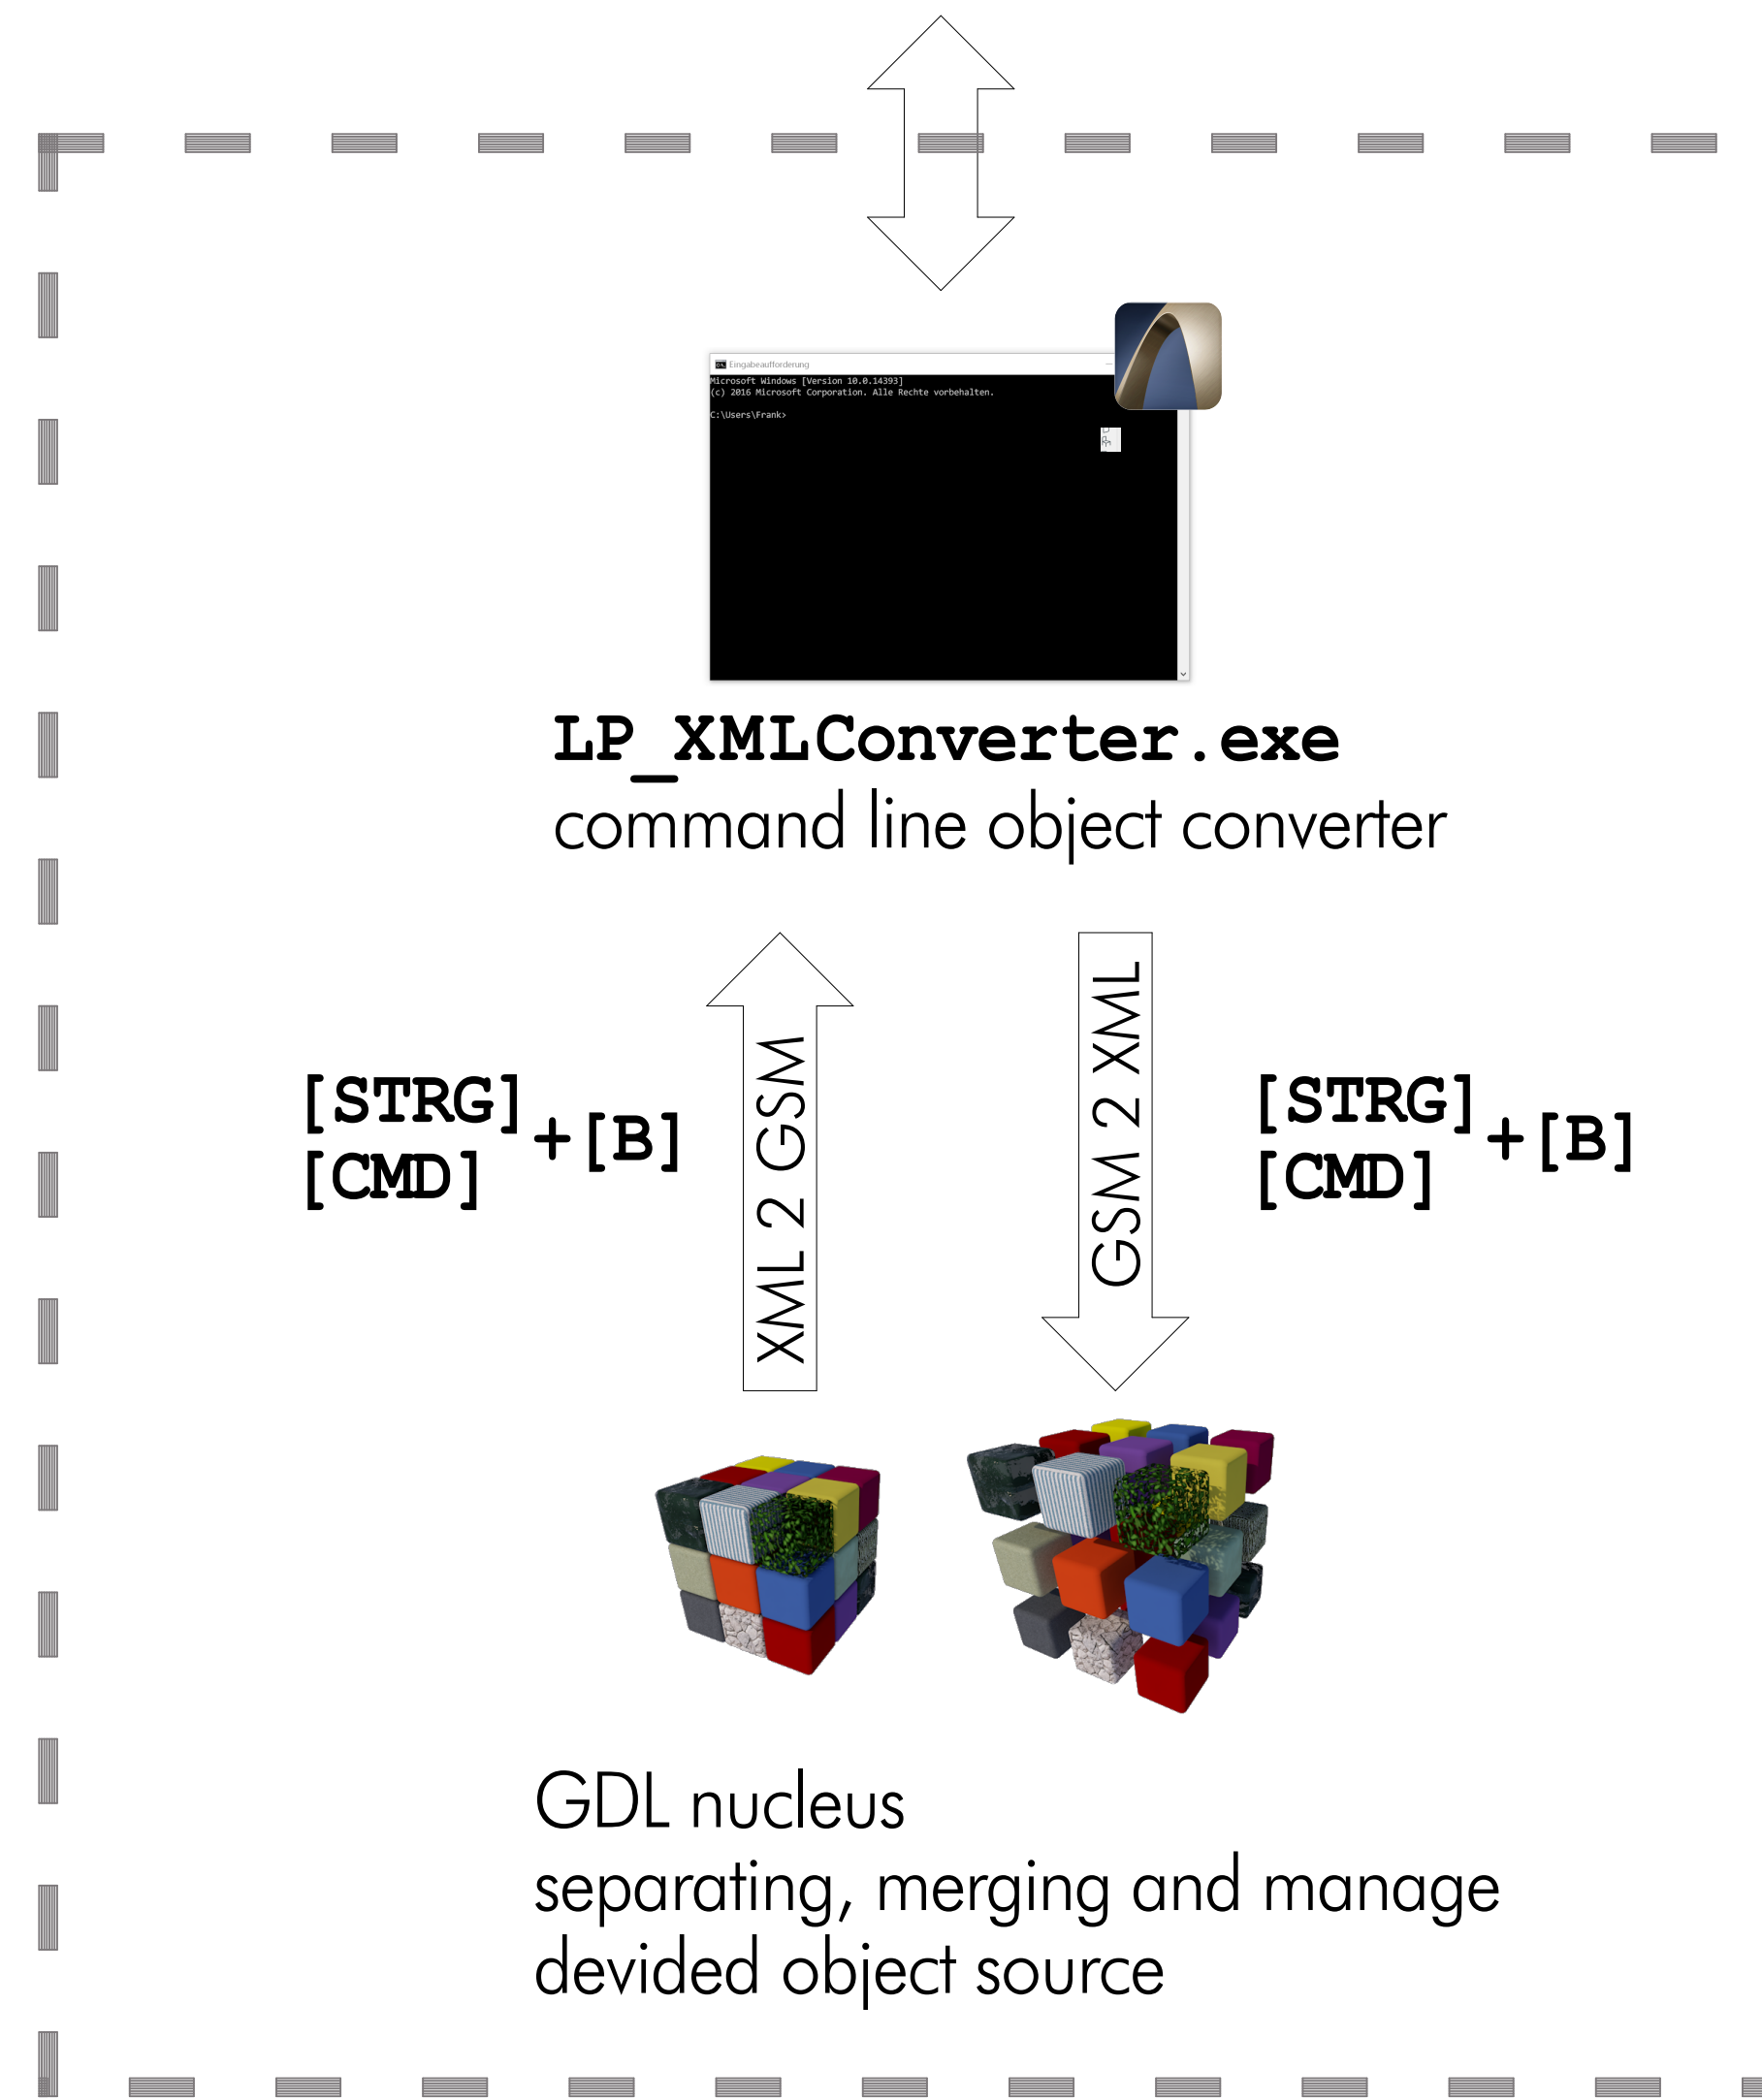 Eingabeaufforderung
Microsoft Windows [Version 10.0.14393]
(c) 2016 Microsoft Corporation. Alle Rechte vorbehalten.
C:\Users\Frank>
LP_XMLConverter.exe
command line object converter
[STRG]
[CMD]
+[B]
XML 2 GSM
GSM 2 XML
[STRG]
[CMD]
+[B]
GDL nucleus
separating, merging and manage
devided object source